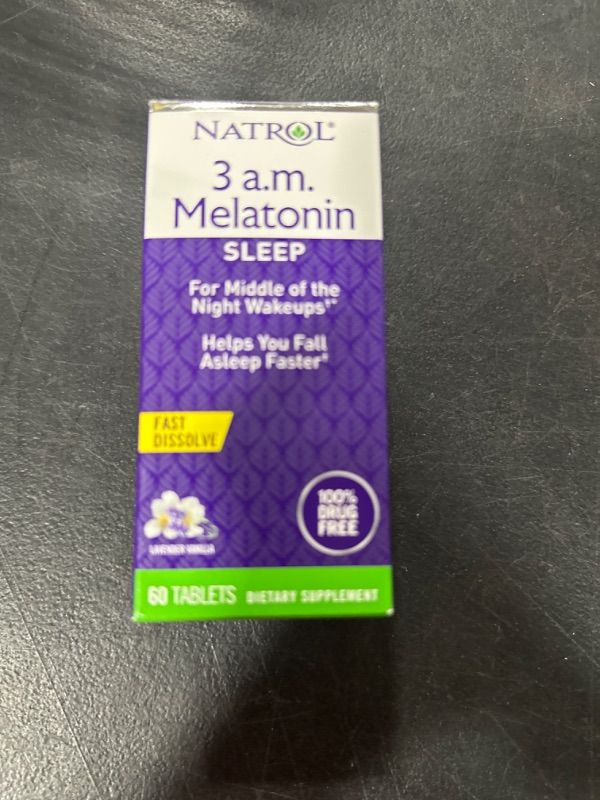 NATROL®
3 a.m.
Melatonin
SLEEP
For Middle of the
Night Wakeups†*
Helps You Fall
Asleep Faster†
FAST
DISSOLVE
LAVENDER VANILLA
100%
DRUG
FREE
60 TABLETS DIETARY SUPPLEMENT